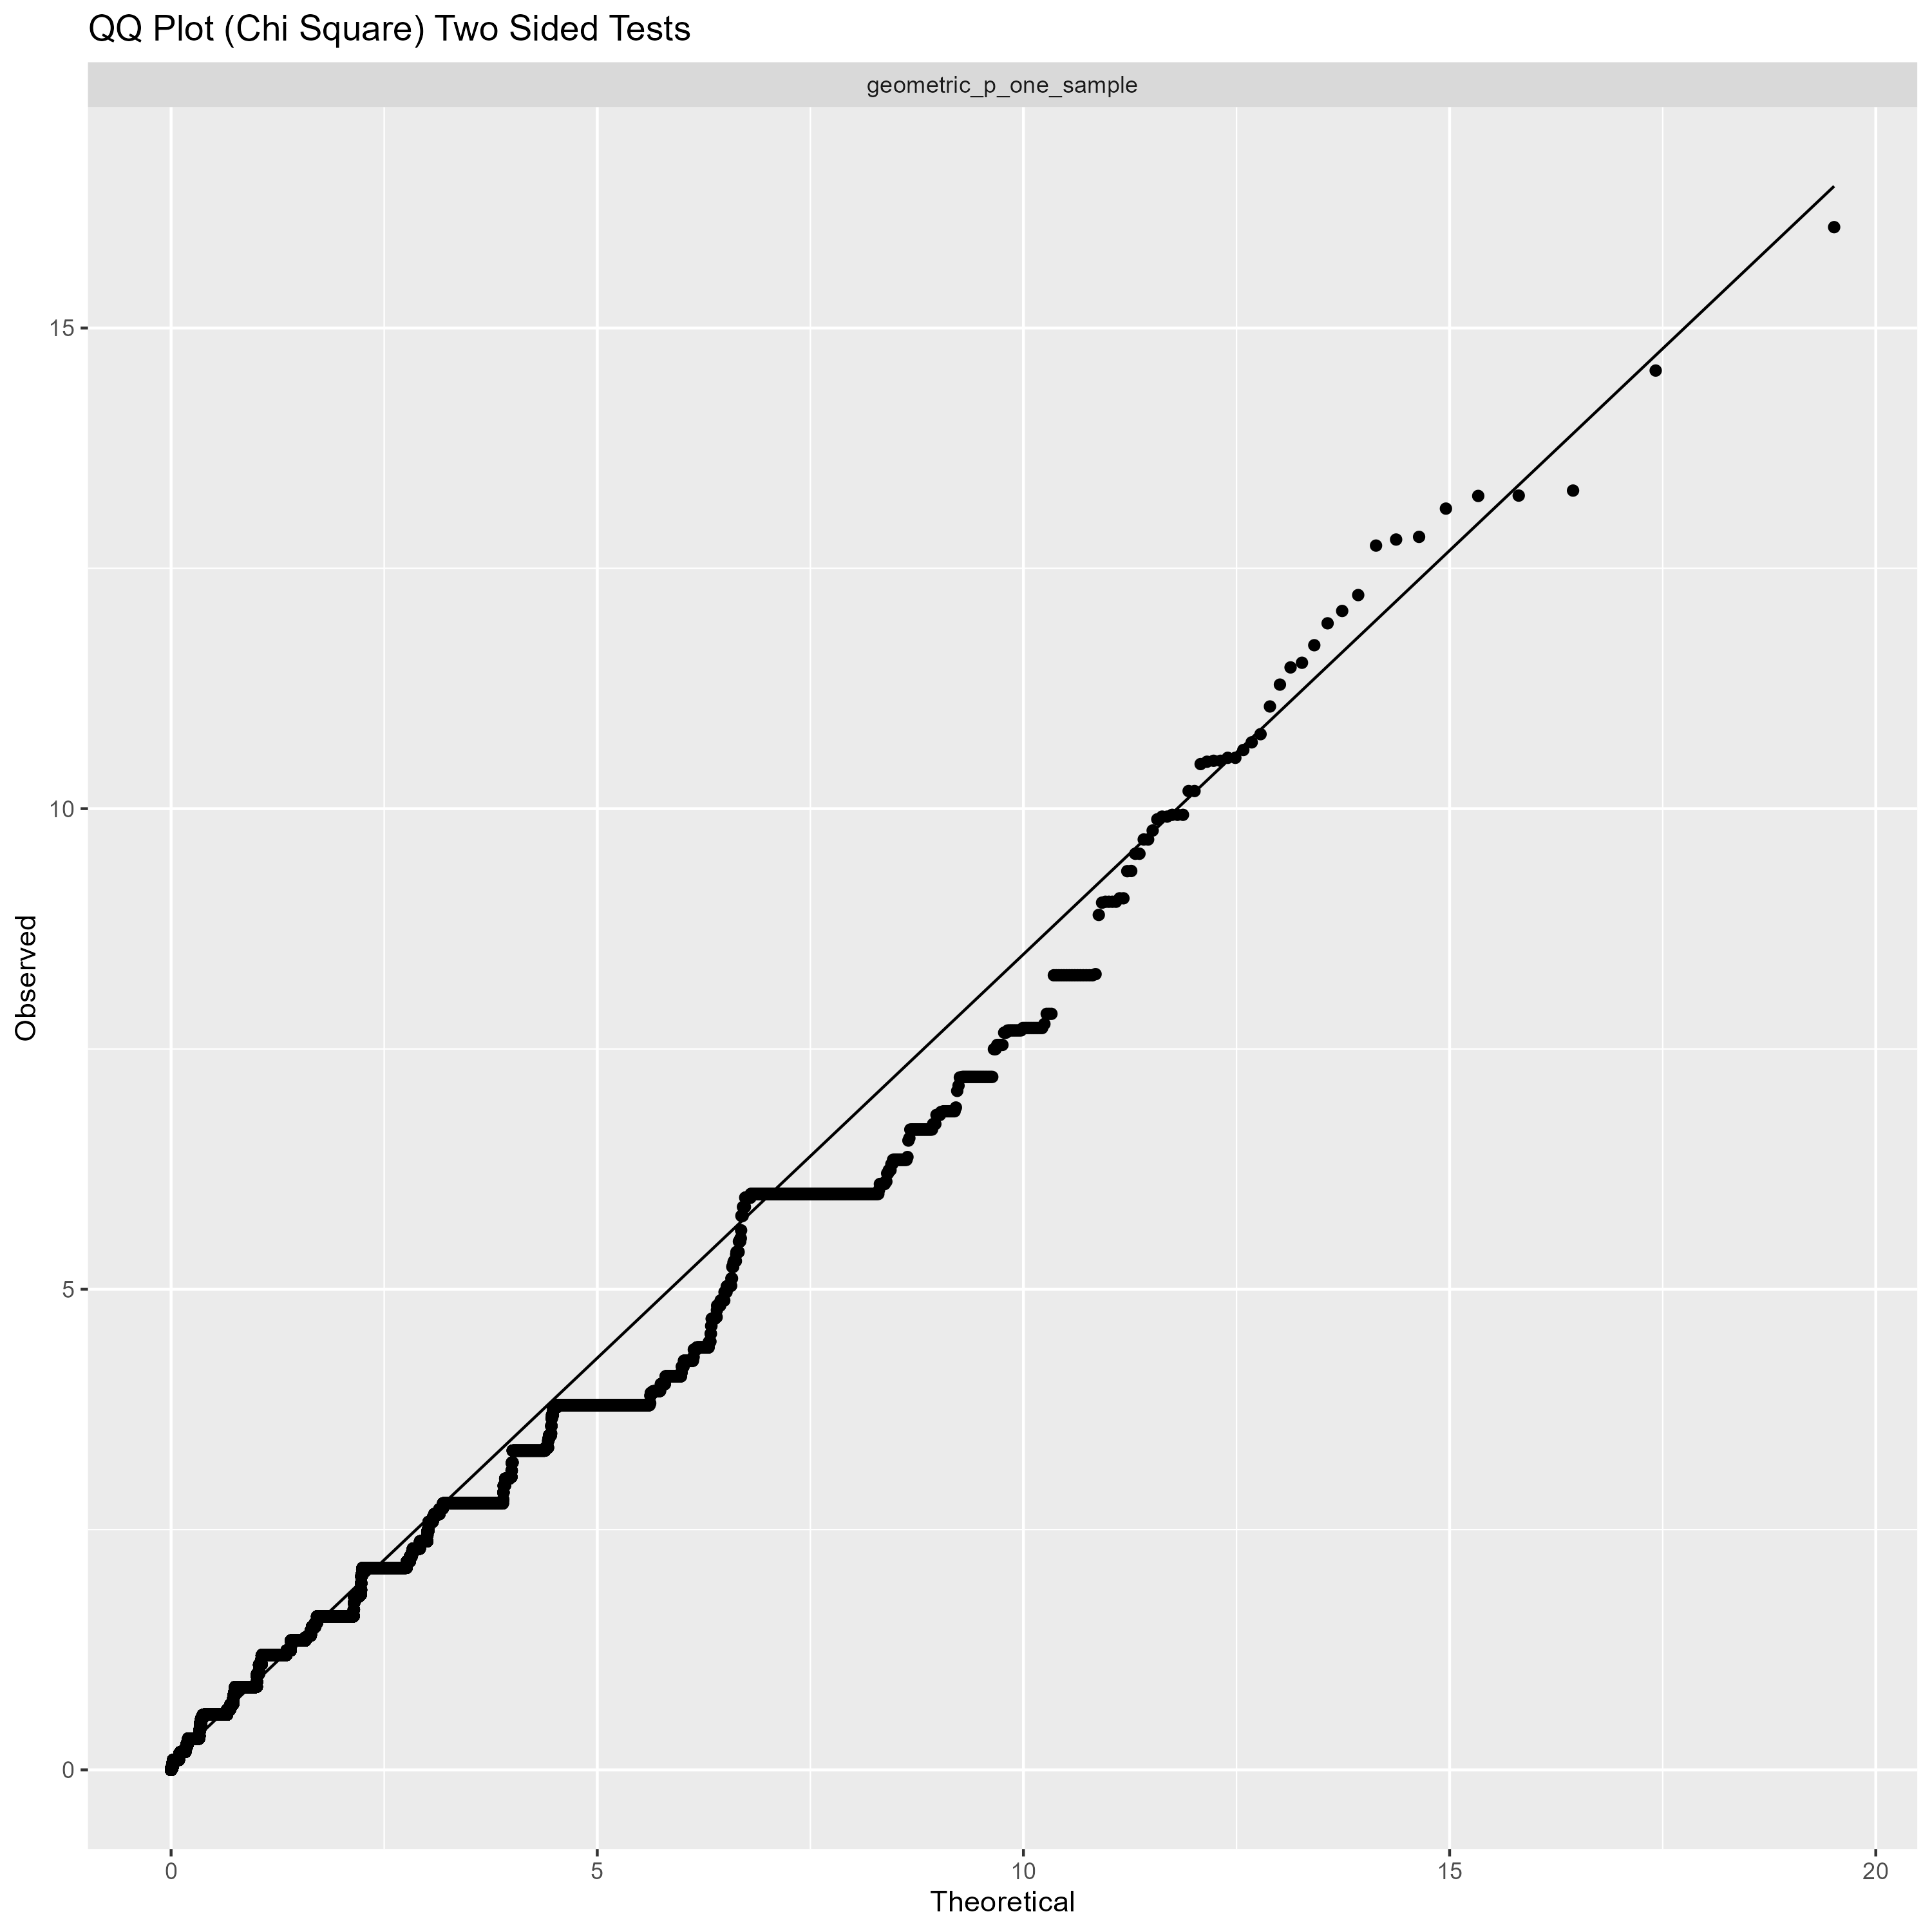 QQ Plot (Chi Square) Two Sided Tests
geometric_p_one_sample
15
10
5
0
Observed
0 5 10 15 20
Theoretical